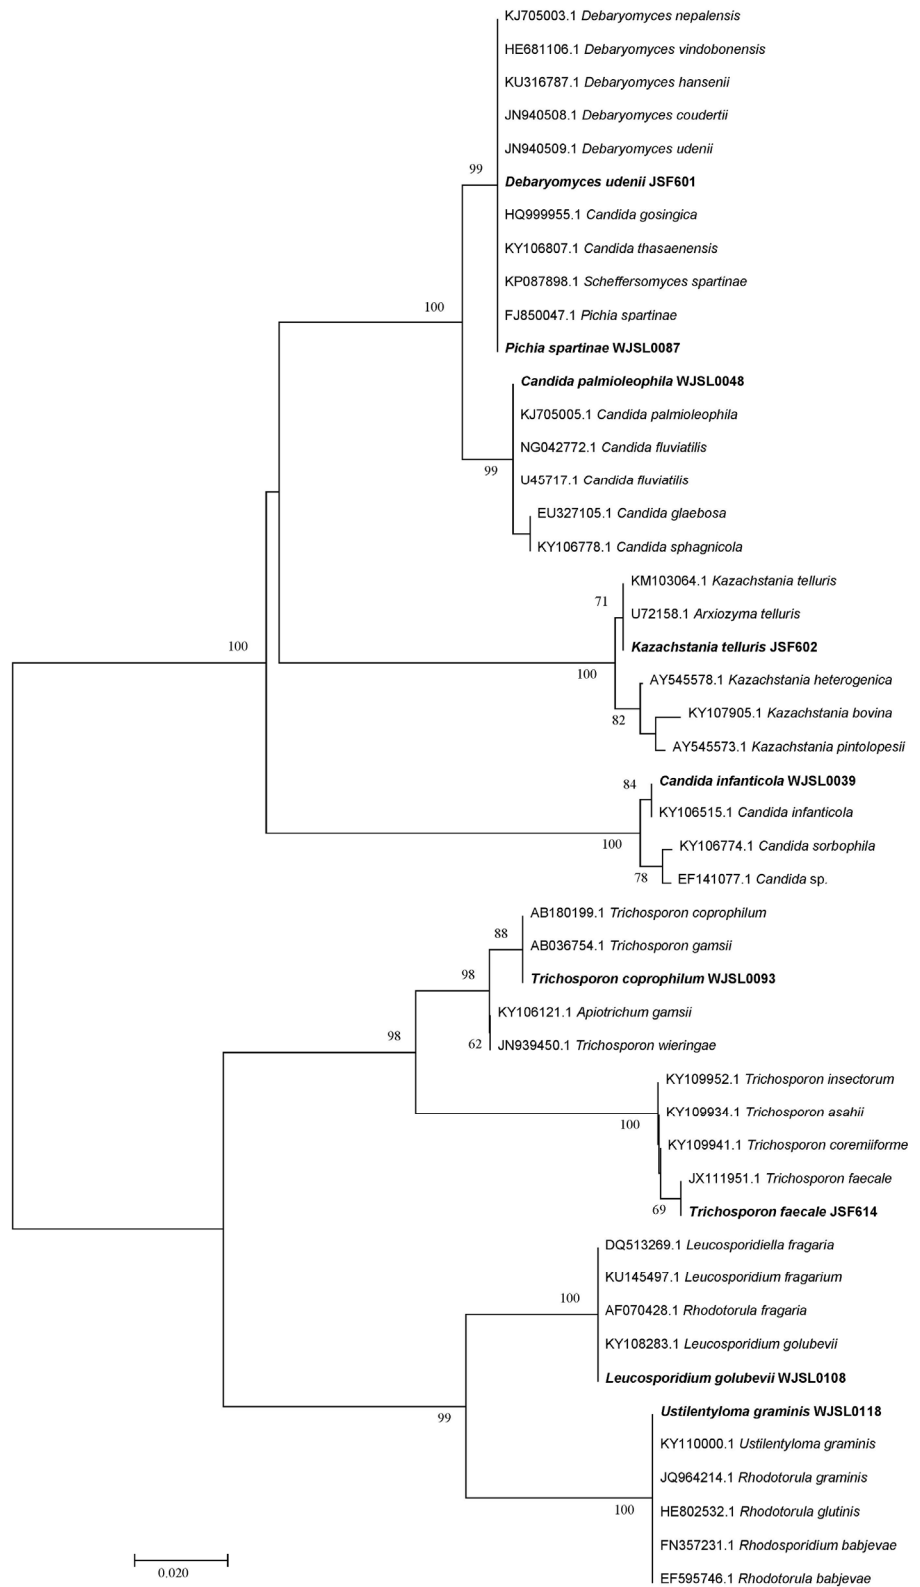 KJ705003.1 Debaryomyces nepalensis
HE681106.1 Debaryomyces vindobonensis
KU316787.1 Debaryomyces hansenii
JN940508.1 Debaryomyces coudertii
JN940509.1 Debaryomyces udenii
99
Debaryomyces udenii JSF601
HQ999955.1 Candida gosingica
KY106807.1 Candida thasaenensis
KP087898.1 Scheffersomyces spartinae
100
FJ850047.1 Pichia spartinae
Pichia spartinae WJSL0087
Candida palmioleophila WJSL0048
KJ705005.1 Candida palmioleophila
NG042772.1 Candida fluviatilis
99
U45717.1 Candida fluviatilis
EU327105.1 Candida glaebosa
KY106778.1 Candida sphagnicola
KM103064.1 Kazachstania telluris
71
U72158.1 Arxiozyma telluris
100
Kazachstania telluris JSF602
100
AY545578.1 Kazachstania heterogenica
KY107905.1 Kazachstania bovina
82
AY545573.1 Kazachstania pintolopesii
84
Candida infanticola WJSL0039
KY106515.1 Candida infanticola
100
KY106774.1 Candida sorbophila
78
EF141077.1 Candida sp.
AB180199.1 Trichosporon coprophilum
88
AB036754.1 Trichosporon gamsii
98
Trichosporon coprophilum WJSL0093
KY106121.1 Apiotrichum gamsii
98
62
JN939450.1 Trichosporon wieringae
KY109952.1 Trichosporon insectorum
KY109934.1 Trichosporon asahii
100
KY109941.1 Trichosporon coremiiforme
JX111951.1 Trichosporon faecale
69
Trichosporon faecale JSF614
DQ513269.1 Leucosporidiella fragaria
KU145497.1 Leucosporidium fragarium
100
AF070428.1 Rhodotorula fragaria
KY108283.1 Leucosporidium golubevii
Leucosporidium golubevii WJSL0108
99
Ustilentyloma graminis WJSL0118
KY110000.1 Ustilentyloma graminis
JQ964214.1 Rhodotorula graminis
100
HE802532.1 Rhodotorula glutinis
FN357231.1 Rhodosporidium babjevae
EF595746.1 Rhodotorula babjevae
0.020